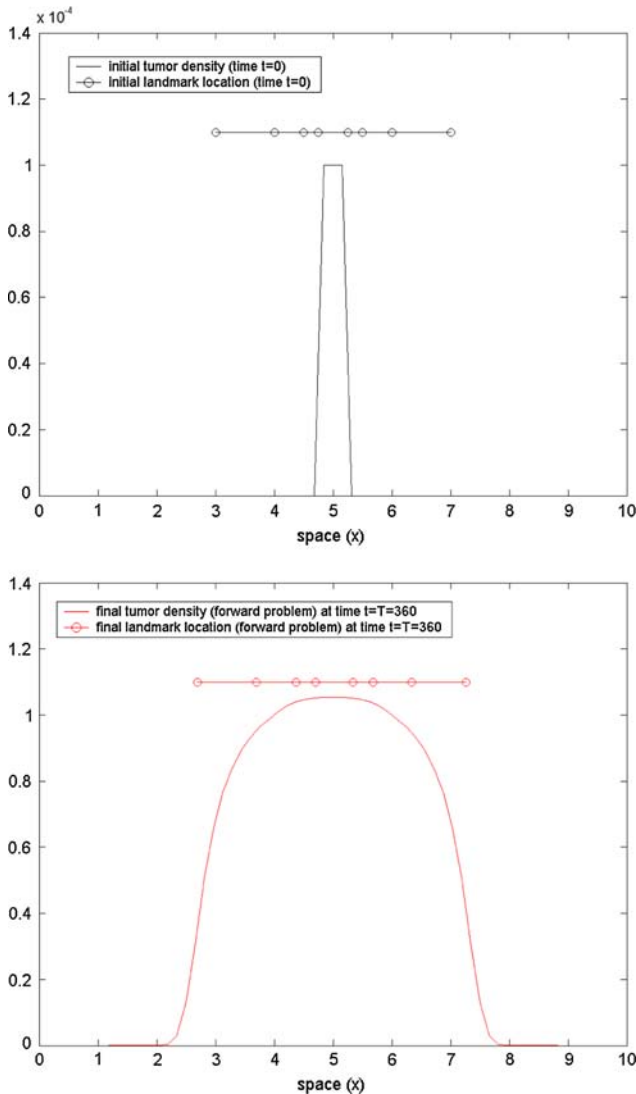 x 10⁻⁴
1.4
initial tumor density (time t=0)
initial landmark location (time t=0)
1.2
1
0.8
0.6
0.4
0.2
0
0 1 2 3 4 5 6 7 8 9 10
space (x)
1.4
final tumor density (forward problem) at time t=T=360
final landmark location (forward problem) at time t=T=360
1.2
1
0.8
0.6
0.4
0.2
0
0 1 2 3 4 5 6 7 8 9 10
space (x)